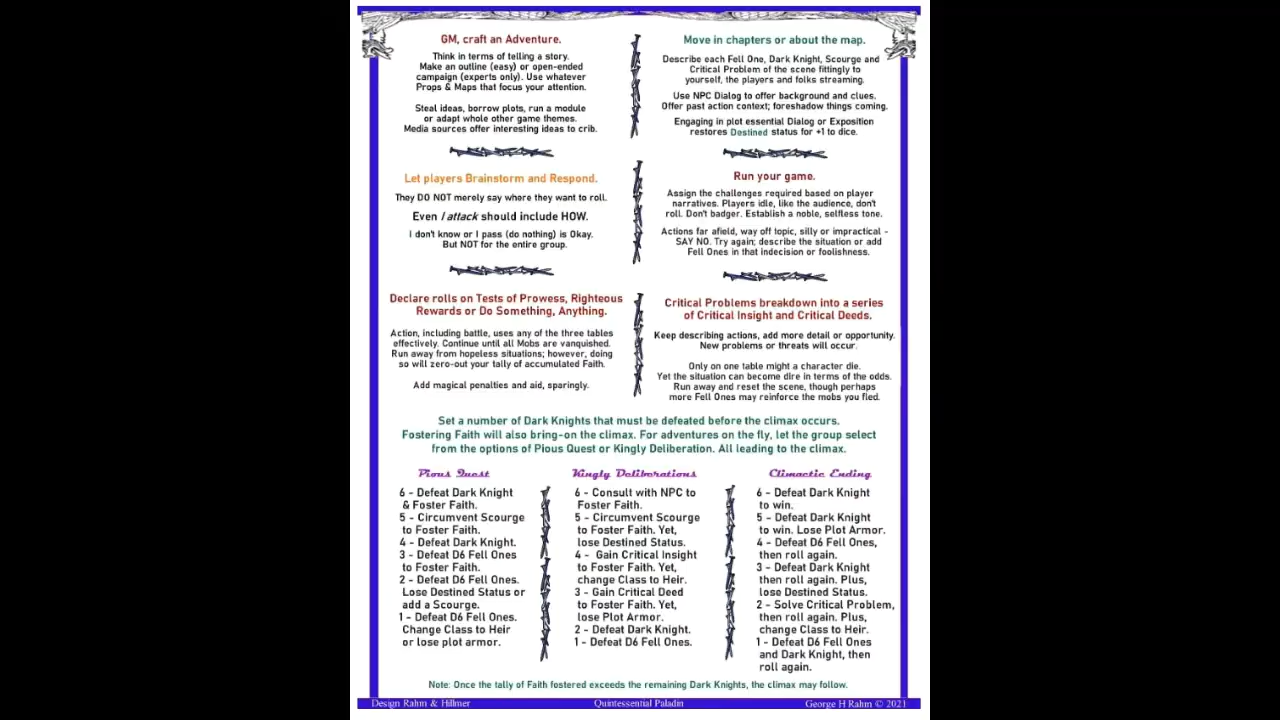 GM, craft an Adventure.
Think in terms of telling a story.
Make an outline (easy) or open-ended
campaign (experts only). Use whatever
Props & Maps that focus your attention.
Steal ideas, borrow plots, run a module
or adapt whole other game themes.
Media sources offer interesting ideas to crib.
Move in chapters or about the map.
Describe each Fell One, Dark Knight, Scourge and
Critical Problem of the scene fittingly to
yourself, the players and folks streaming.
Use NPC Dialog to offer background and clues.
Offer past action context; foreshadow things coming.
Engaging in plot essential Dialog or Exposition
restores Destined status for +1 to dice.
Let players Brainstorm and Respond.
They DO NOT merely say where they want to roll.
Even I attack should include HOW.
I don't know or I pass (do nothing) is Okay.
But NOT for the entire group.
Run your game.
Assign the challenges required based on player
narratives. Players idle, like the audience, don't
roll. Don't badger. Establish a noble, selfless tone.
Actions far afield, way off topic, silly or impractical -
SAY NO. Try again; describe the situation or add
Fell Ones in that indecision or foolishness.
Declare rolls on Tests of Prowess, Righteous
Rewards or Do Something, Anything.
Action, including battle, uses any of the three tables
effectively. Continue until all Mobs are vanquished.
Run away from hopeless situations; however, doing
so will zero-out your tally of accumulated Faith.
Add magical penalties and aid, sparingly.
Critical Problems breakdown into a series
of Critical Insight and Critical Deeds.
Keep describing actions, add more detail or opportunity.
New problems or threats will occur.
Only on one table might a character die.
Yet the situation can become dire in terms of the odds.
Run away and reset the scene, though perhaps
more Fell Ones may reinforce the mobs you fled.
Set a number of Dark Knights that must be defeated before the climax occurs.
Fostering Faith will also bring-on the climax. For adventures on the fly, let the group select
from the options of Pious Quest or Kingly Deliberation. All leading to the climax.
Pious Quest
6 - Defeat Dark Knight
& Foster Faith.
5 - Circumvent Scourge
to Foster Faith.
4 - Defeat Dark Knight.
3 - Defeat D6 Fell Ones
to Foster Faith.
2 - Defeat D6 Fell Ones.
Lose Destined Status or
add a Scourge.
1 - Defeat D6 Fell Ones.
Change Class to Heir
or lose plot armor.
Kingly Deliberations
6 - Consult with NPC to
Foster Faith.
5 - Circumvent Scourge
to Foster Faith. Yet,
lose Destined Status.
4 - Gain Critical Insight
to Foster Faith. Yet,
change Class to Heir.
3 - Gain Critical Deed
to Foster Faith. Yet,
lose Plot Armor.
2 - Defeat Dark Knight.
1 - Defeat D6 Fell Ones.
Climactic Ending
6 - Defeat Dark Knight
to win.
5 - Defeat Dark Knight
to win. Lose Plot Armor.
4 - Defeat D6 Fell Ones,
then roll again.
3 - Defeat Dark Knight
then roll again. Plus,
lose Destined Status.
2 - Solve Critical Problem,
then roll again. Plus,
change Class to Heir.
1 - Defeat D6 Fell Ones
and Dark Knight, then
roll again.
Note: Once the tally of Faith fostered exceeds the remaining Dark Knights, the climax may follow.
Design Rahm & Hillmer
Quintessential Paladin
George H Rahm © 2021